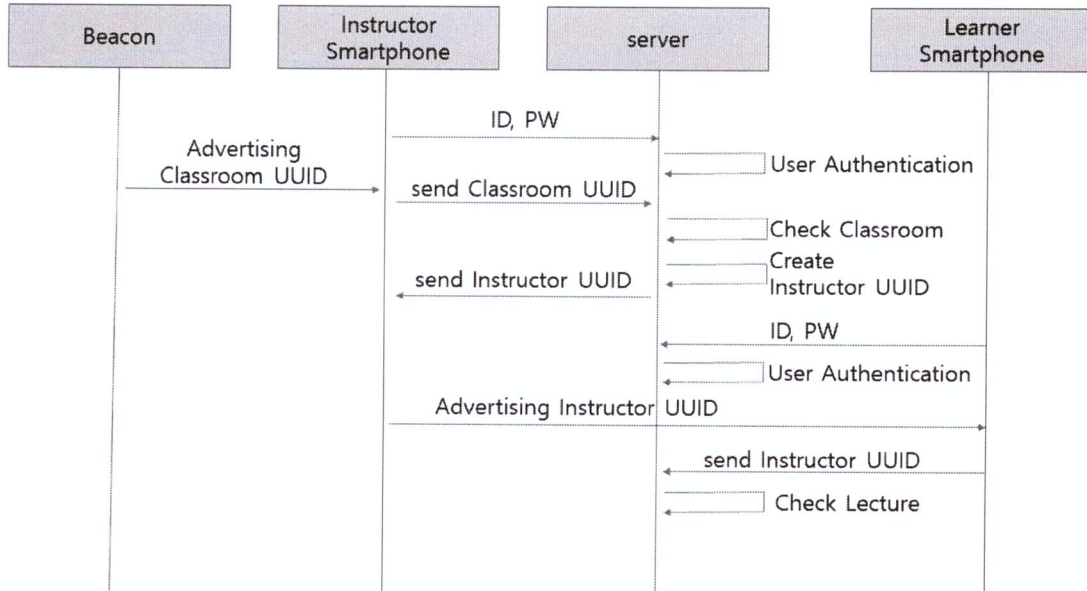 Beacon
Instructor
Smartphone
server
Learner
Smartphone
ID, PW
Advertising
Classroom UUID
User Authentication
send Classroom UUID
Check Classroom
Create
Instructor UUID
send Instructor UUID
ID, PW
User Authentication
Advertising Instructor UUID
send Instructor UUID
Check Lecture